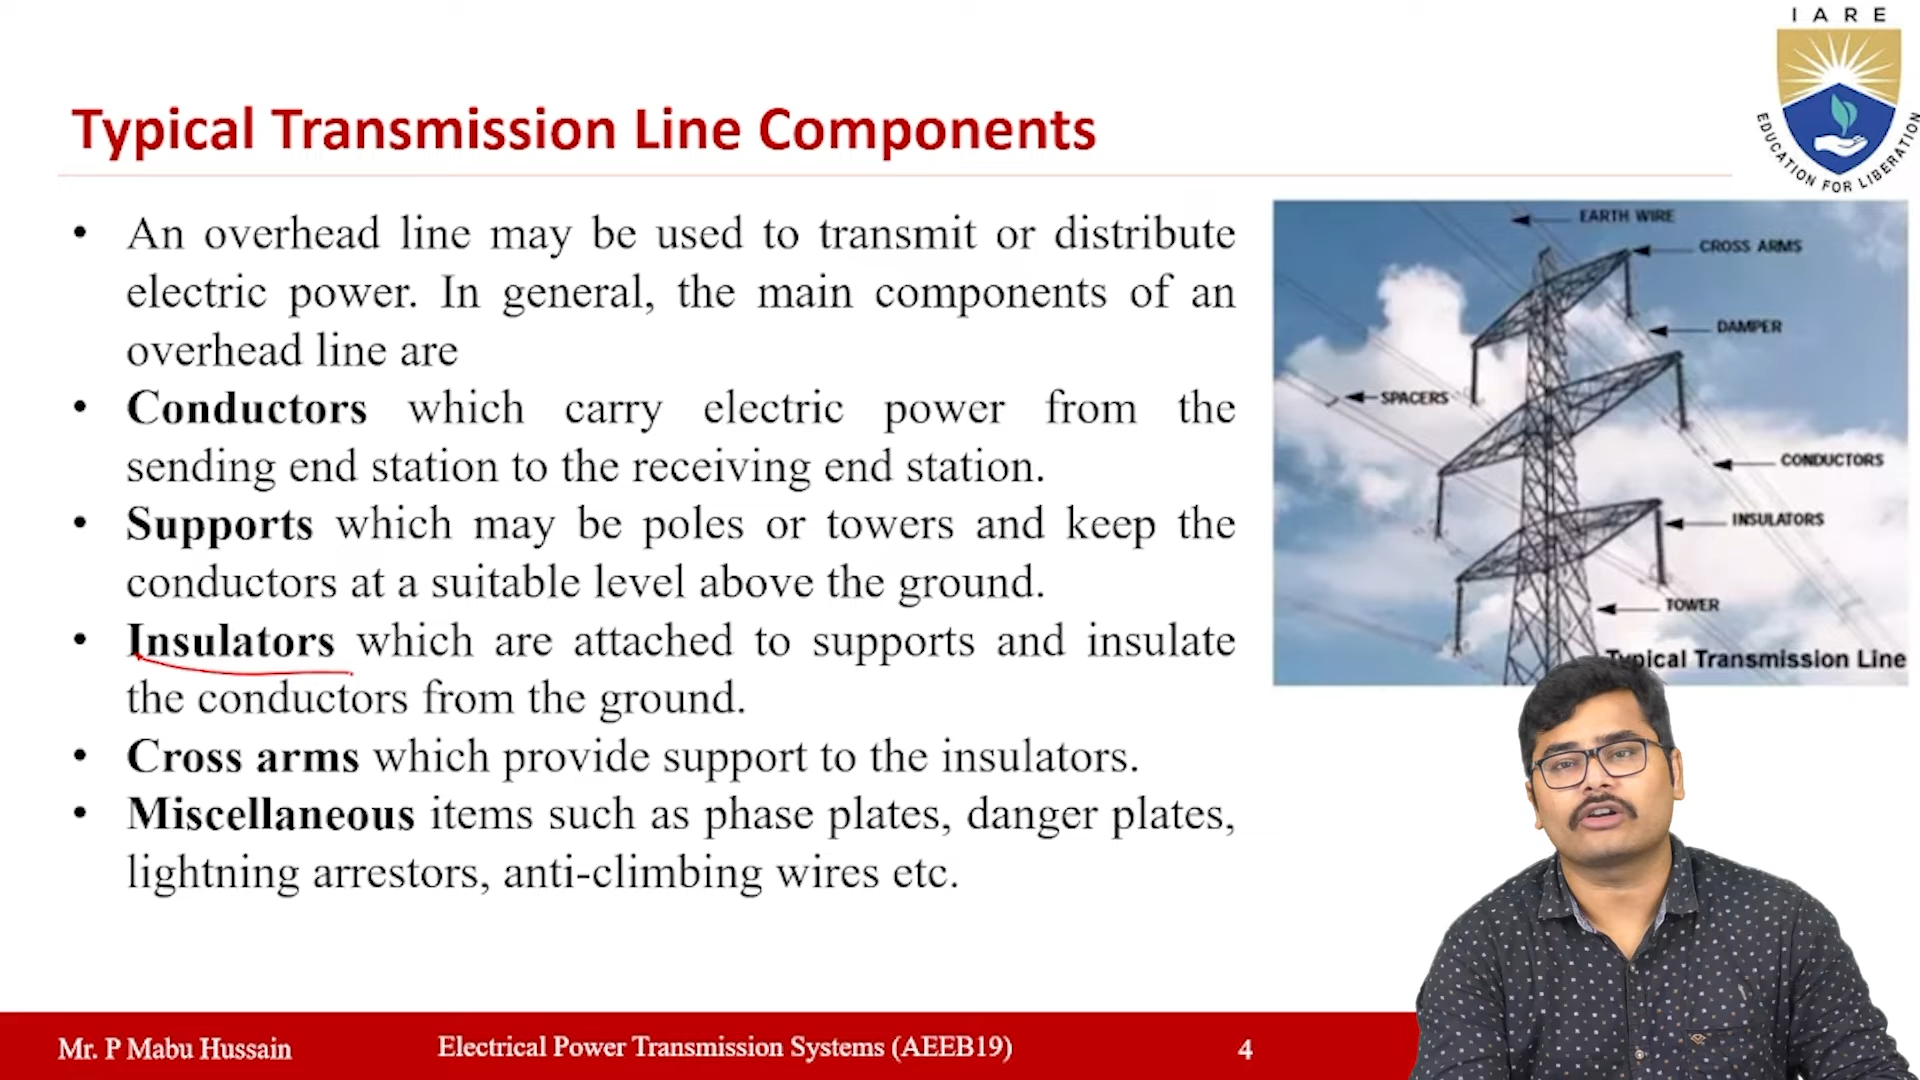 IARE
EDUCATION FOR LIBERATION
Typical Transmission Line Components
• An overhead line may be used to transmit or distribute
electric power. In general, the main components of an
overhead line are
• Conductors which carry electric power from the
sending end station to the receiving end station.
• Supports which may be poles or towers and keep the
conductors at a suitable level above the ground.
• Insulators which are attached to supports and insulate
the conductors from the ground.
• Cross arms which provide support to the insulators.
• Miscellaneous items such as phase plates, danger plates,
lightning arrestors, anti-climbing wires etc.
EARTH WIRE
CROSS ARMS
DAMPER
SPACERS
CONDUCTORS
INSULATORS
TOWER
Typical Transmission Line
Mr. P Mabu Hussain
Electrical Power Transmission Systems (AEEB19)
4